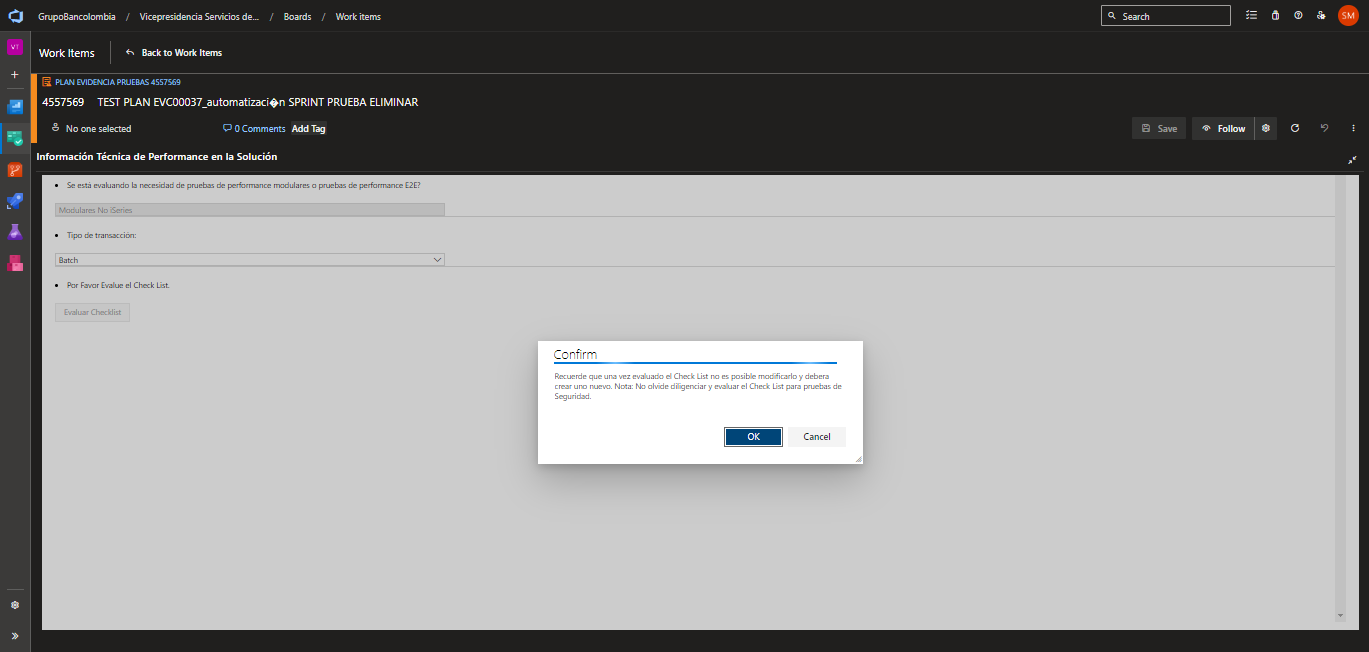 GrupoBancolombia / Vicepresidencia Servicios de... / Boards / Work items
Search
SM
VT
Work Items
Back to Work Items
PLAN EVIDENCIA PRUEBAS 4557569
4557569 TEST PLAN EVC00037_automatizaci�n SPRINT PRUEBA ELIMINAR
No one selected
0 Comments
Add Tag
Save
Follow
Información Técnica de Performance en la Solución
Se está evaluando la necesidad de pruebas de performance modulares o pruebas de performance E2E?
Modulares No iSeries
Tipo de transacción:
Batch
Por Favor Evalue el Check List.
Evaluar Checklist
Confirm
Recuerde que una vez evaluado el Check List no es posible modificarlo y debera
crear uno nuevo. Nota: No olvide diligenciar y evaluar el Check List para pruebas de
Seguridad.
OK
Cancel